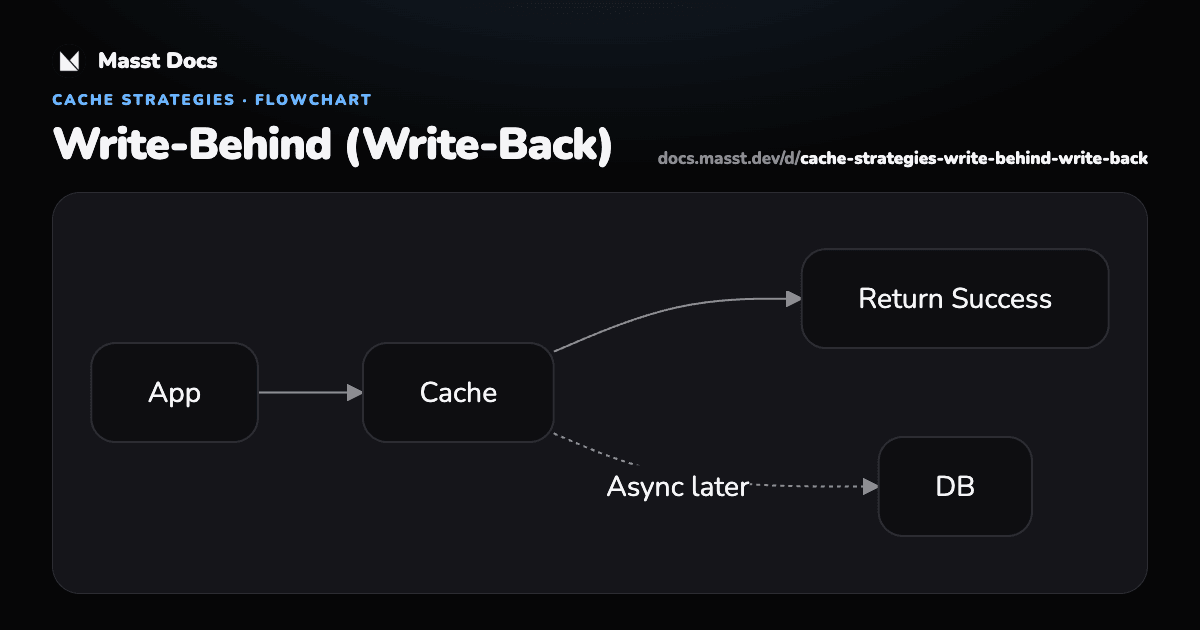 Masst Docs
CACHE STRATEGIES · FLOWCHART
Write-Behind (Write-Back)
docs.masst.dev/d/cache-strategies-write-behind-write-back
Return Success
App
Cache
Async later
DB